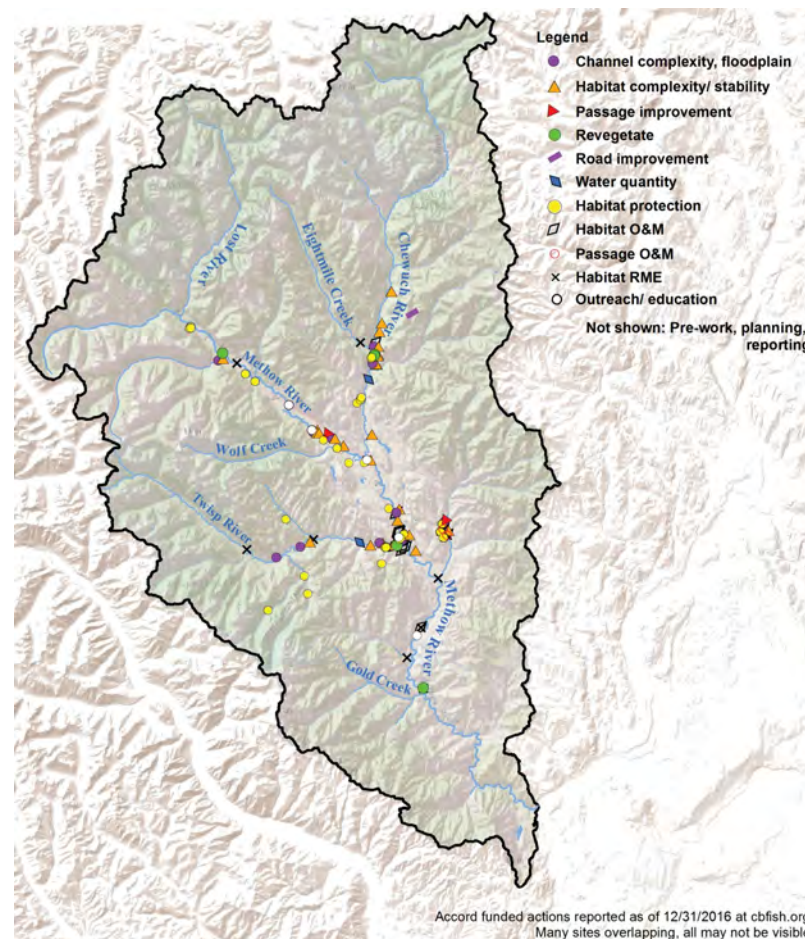 Legend
Channel complexity, floodplain
Habitat complexity/ stability
Passage improvement
Revegetate
Road improvement
Water quantity
Habitat protection
Habitat O&M
Passage O&M
Habitat RME
Outreach/ education
Not shown: Pre-work, planning,
reporting
Lost River
Eightmile Creek
Chewuch River
Methow River
Wolf Creek
Twisp River
Methow River
Gold Creek
Accord funded actions reported as of 12/31/2016 at cbfish.org
Many sites overlapping, all may not be visible